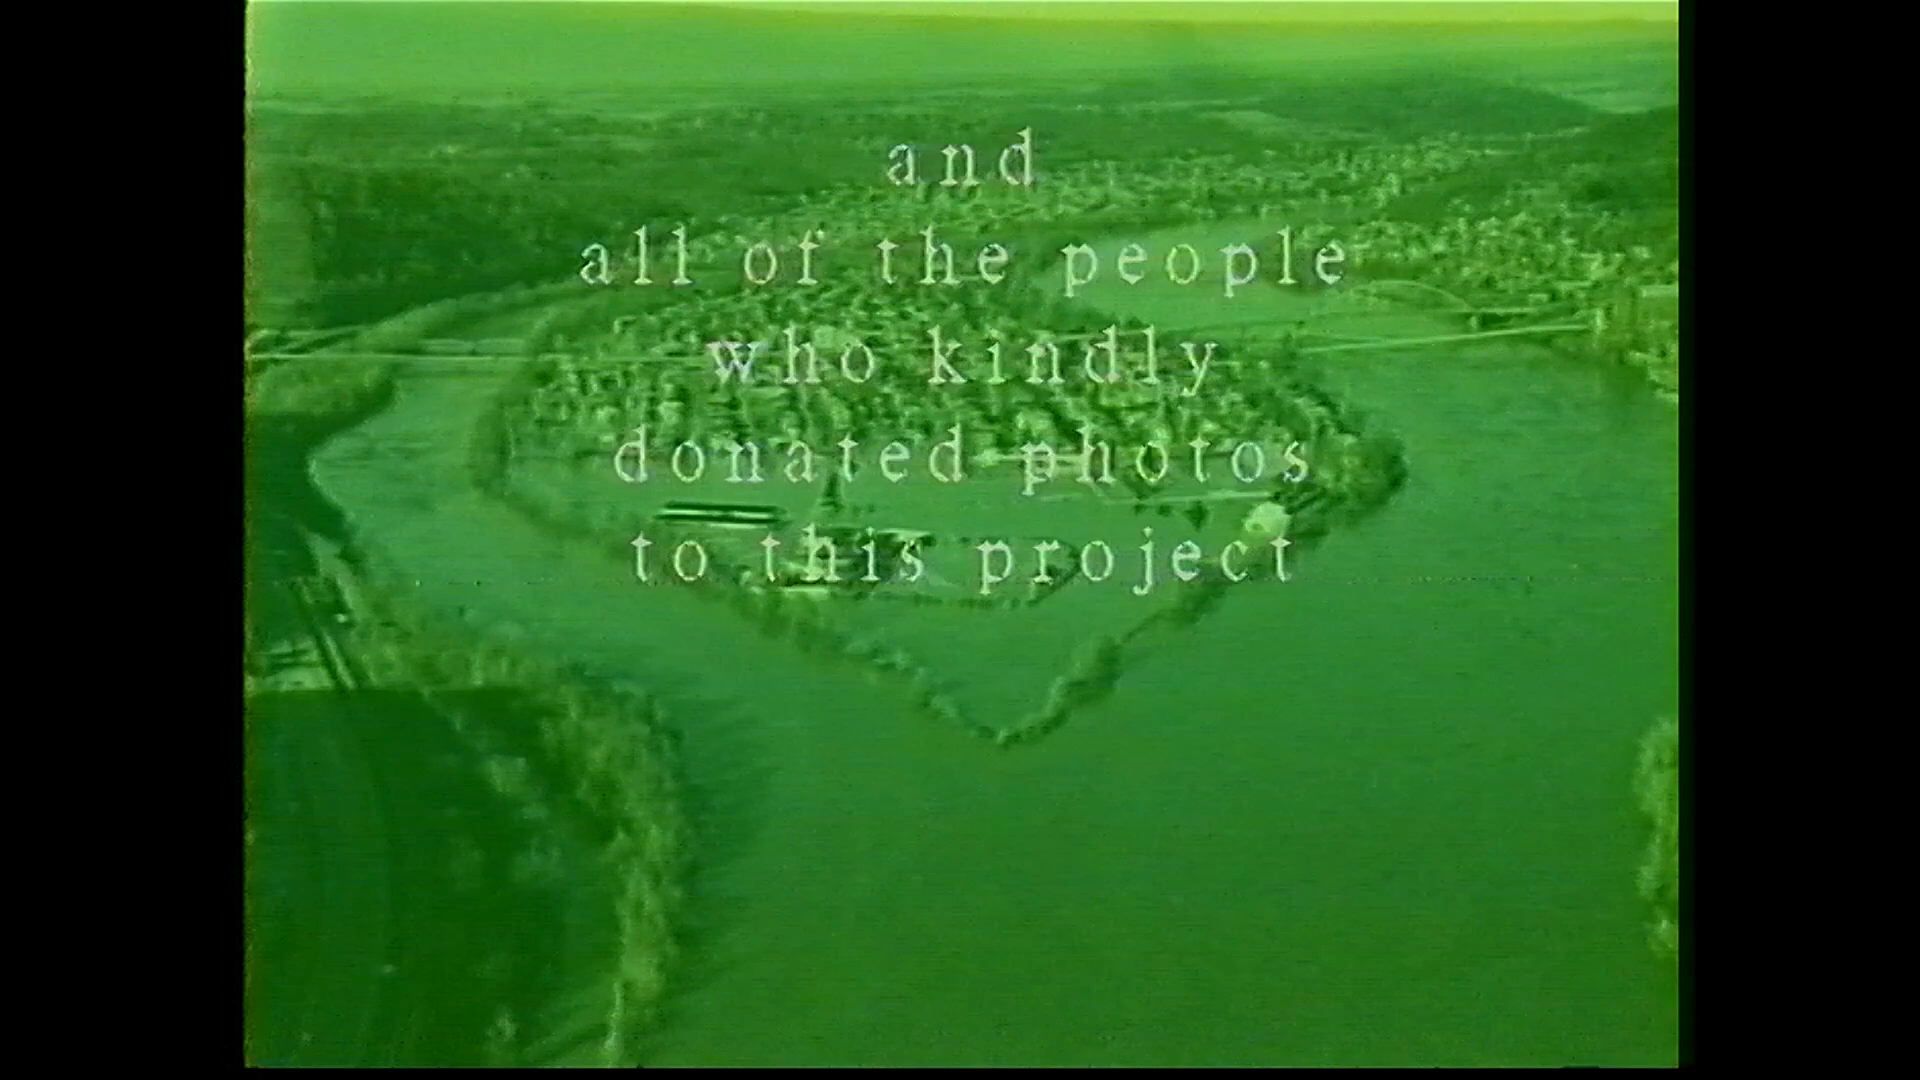 and
all of the people
who kindly
donated photos
to this project